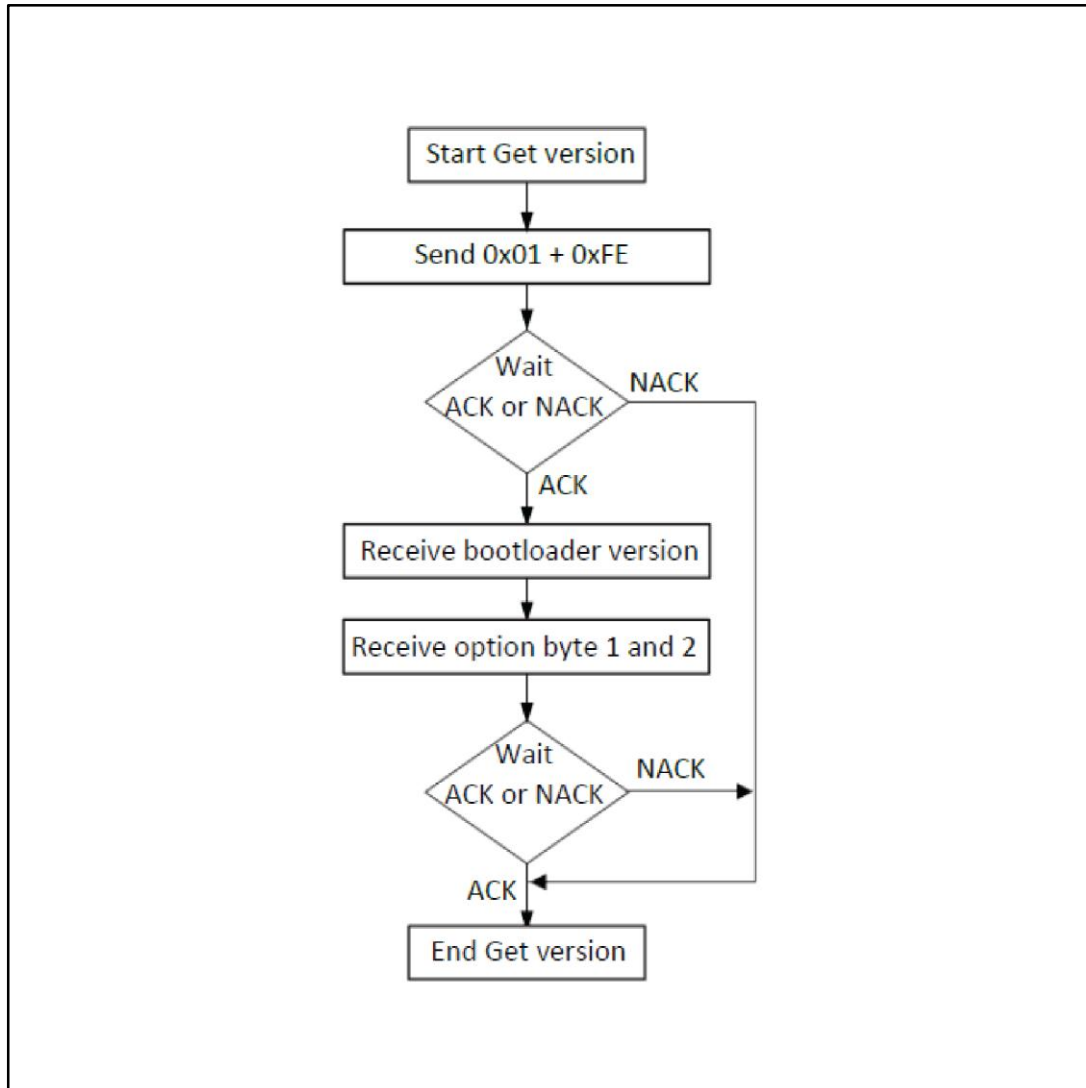 Start Get version
Send 0x01 + 0xFE
Wait
ACK or NACK
NACK
ACK
Receive bootloader version
Receive option byte 1 and 2
Wait
ACK or NACK
NACK
ACK
End Get version